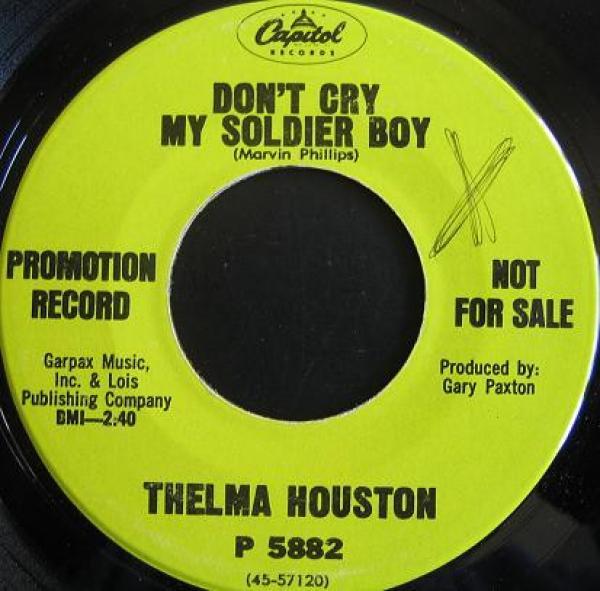 Capitol
RECORDS
DON'T CRY
MY SOLDIER BOY
(Marvin Phillips)
PROMOTION
RECORD
NOT
FOR SALE
Garpax Music,
Inc. & Lois
Publishing Company
BMI—2:40
Produced by:
Gary Paxton
THELMA HOUSTON
P 5882
(45-57120)